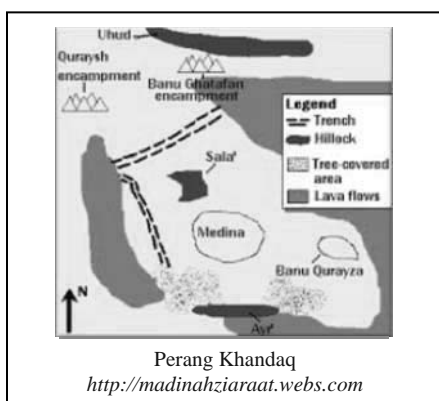 Uhud
Quraysh
encampment
Banu Ghatafan
encampment
Legend
Trench
Hillock
Tree-covered
area
Lava flows
Sala'
Medina
Banu Qurayza
N
Ayr'
Perang Khandaq
http://madinahziaraat.webs.com